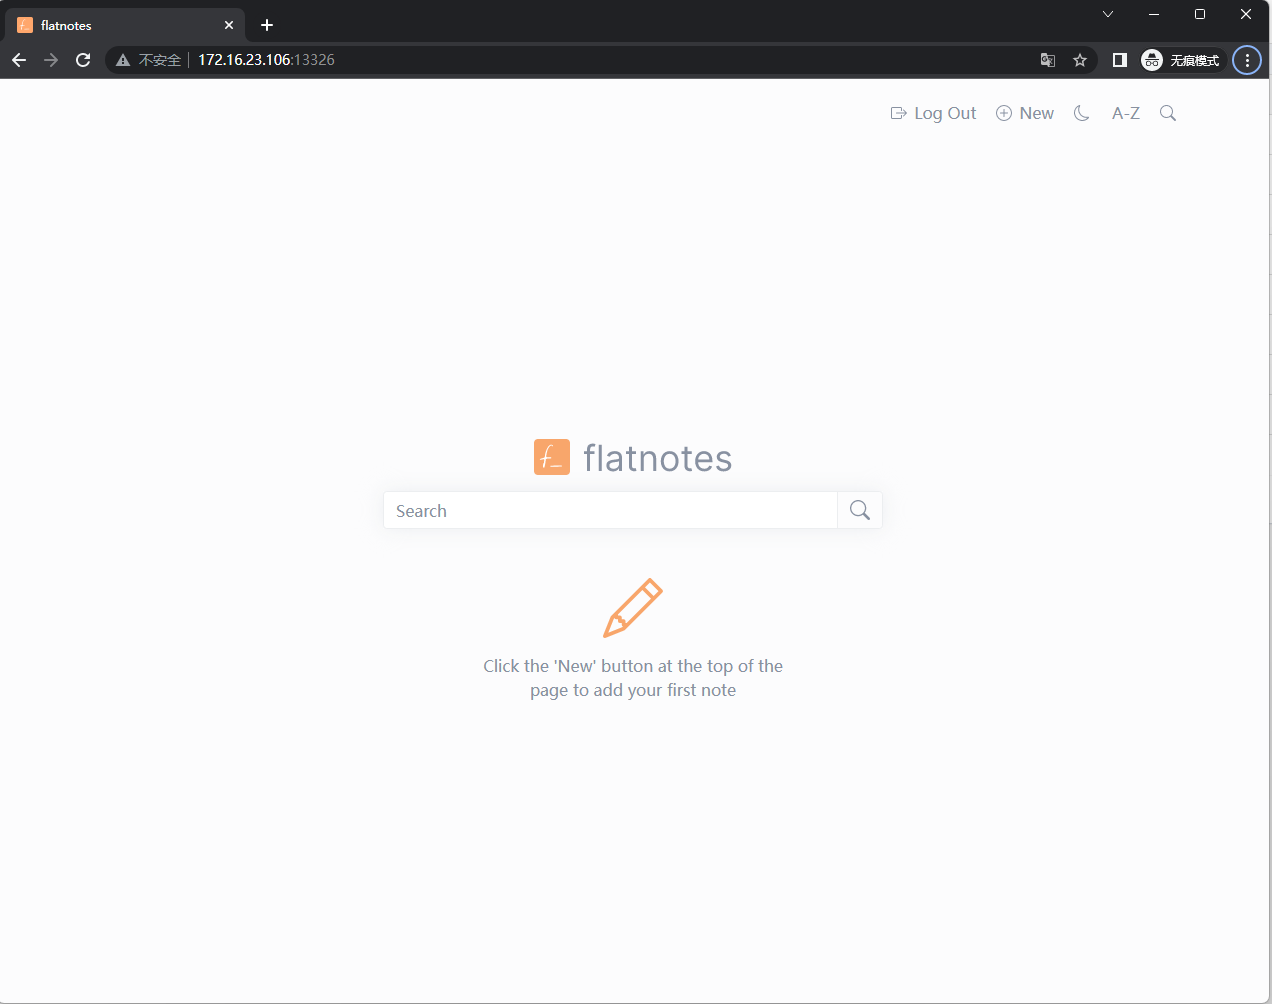 flatnotes
不安全 172.16.23.106:13326
无痕模式
Log Out New A-Z
flatnotes
Search
Click the 'New' button at the top of the
page to add your first note